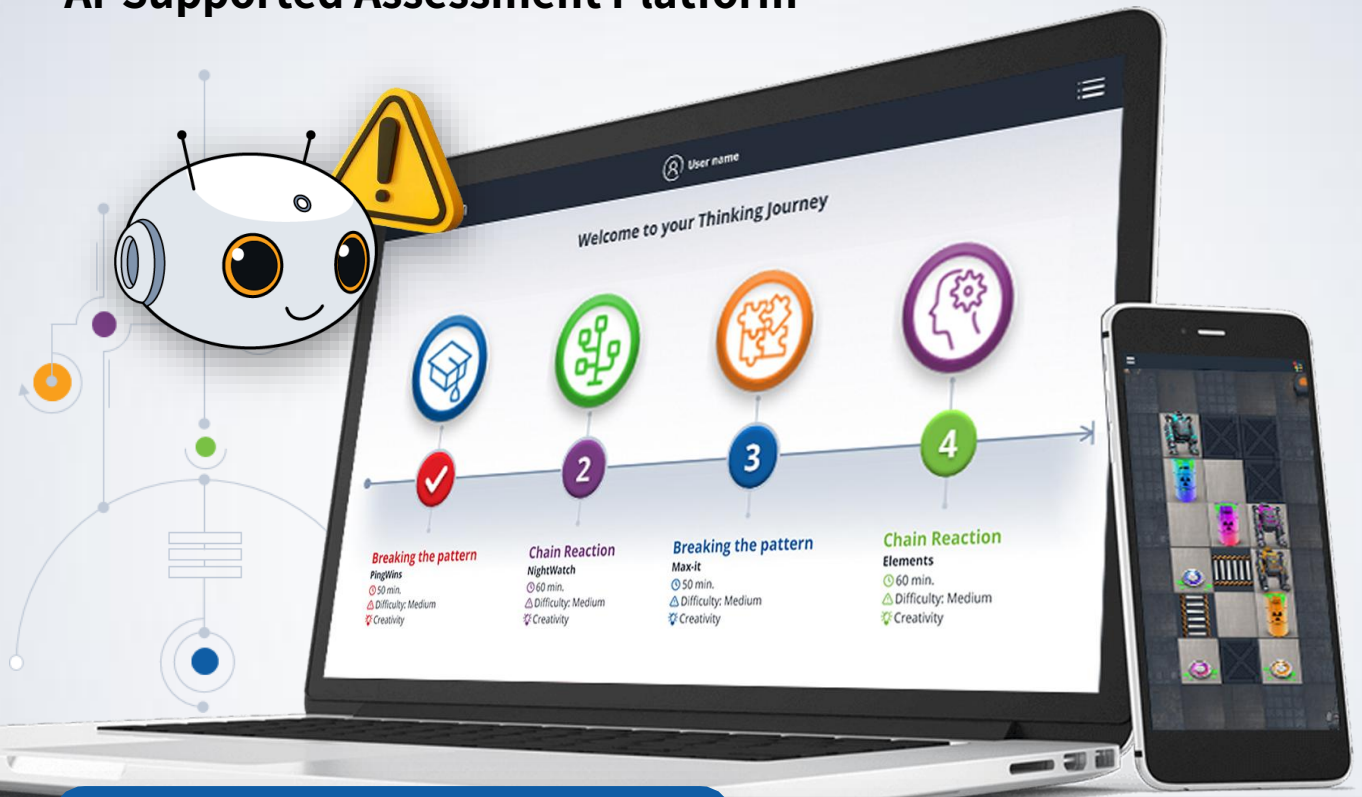 AI Supported Assessment Platform
User name
Welcome to your Thinking Journey
2
3
4
Breaking the pattern
PingWins
50 min.
Difficulty: Medium
Creativity
Chain Reaction
NightWatch
60 min.
Difficulty: Medium
Creativity
Breaking the pattern
Max-it
50 min.
Difficulty: Medium
Creativity
Chain Reaction
Elements
60 min.
Difficulty: Medium
Creativity